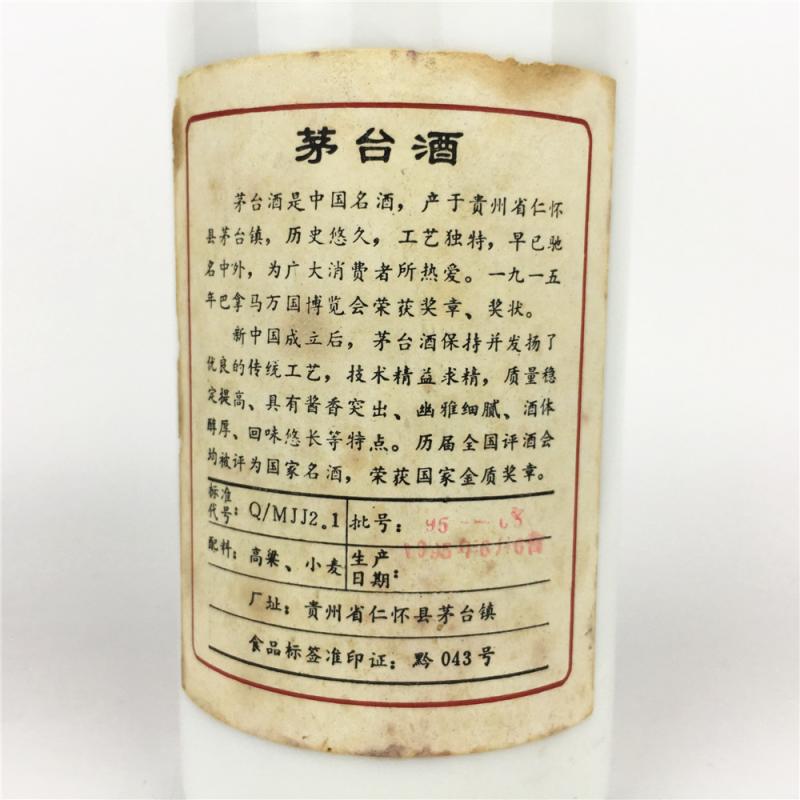 茅台酒
茅台酒是中国名酒，产于贵州省仁怀
县茅台镇，历史悠久，工艺独特，早已驰
名中外，为广大消费者所热爱。一九一五
年巴拿马万国博览会荣获奖章、奖状。
新中国成立后，茅台酒保持并发扬了
优良的传统工艺，技术精益求精，质量稳
定提高、具有酱香突出、幽雅细腻、酒体
醇厚、回味悠长等特点。历届全国评酒会
均被评为国家名酒，荣获国家金质奖章。
标准代号：Q/MJJ2.1 批号：95
配料：高粱、小麦 生产日期：
厂址：贵州省仁怀县茅台镇
食品标签准印证：黔043号